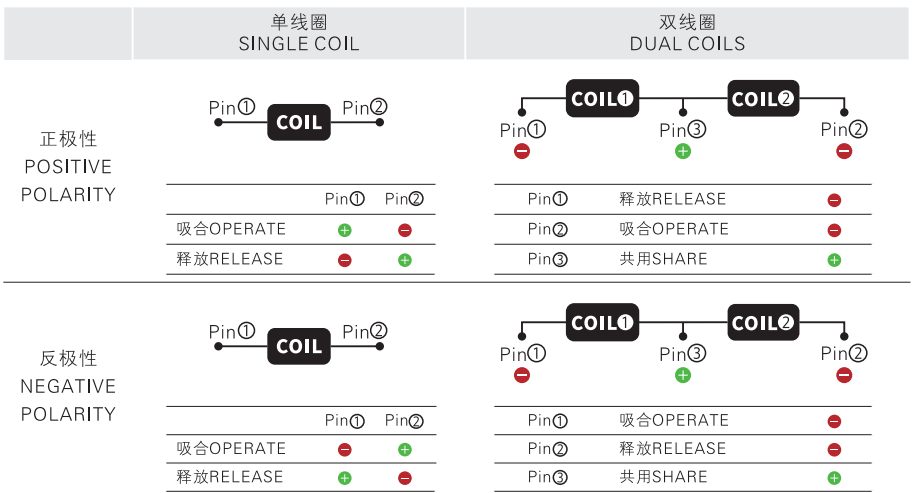 单线圈
SINGLE COIL
双线圈
DUAL COILS
正极性
POSITIVE
POLARITY
Pin① COIL Pin②
Pin① Pin②
吸合OPERATE + −
释放RELEASE − +
COIL❶ COIL❷
Pin① Pin③ Pin②
− + −
Pin① 释放RELEASE −
Pin② 吸合OPERATE −
Pin③ 共用SHARE +
反极性
NEGATIVE
POLARITY
Pin① COIL Pin②
Pin① Pin②
吸合OPERATE − +
释放RELEASE + −
COIL❶ COIL❷
Pin① Pin③ Pin②
− + −
Pin① 吸合OPERATE −
Pin② 释放RELEASE −
Pin③ 共用SHARE +